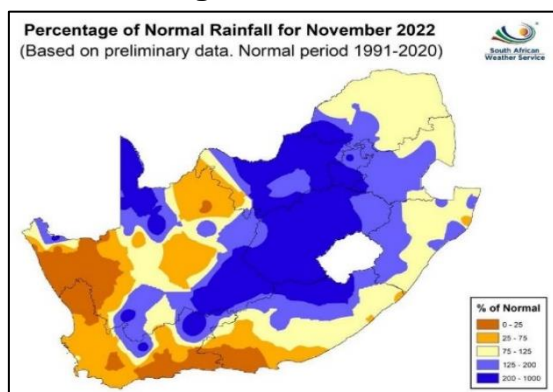 Percentage of Normal Rainfall for November 2022
(Based on preliminary data. Normal period 1991-2020)
South African
Weather Service
% of Normal
0 - 25
25 - 75
75 - 125
125 - 200
200 - 1000